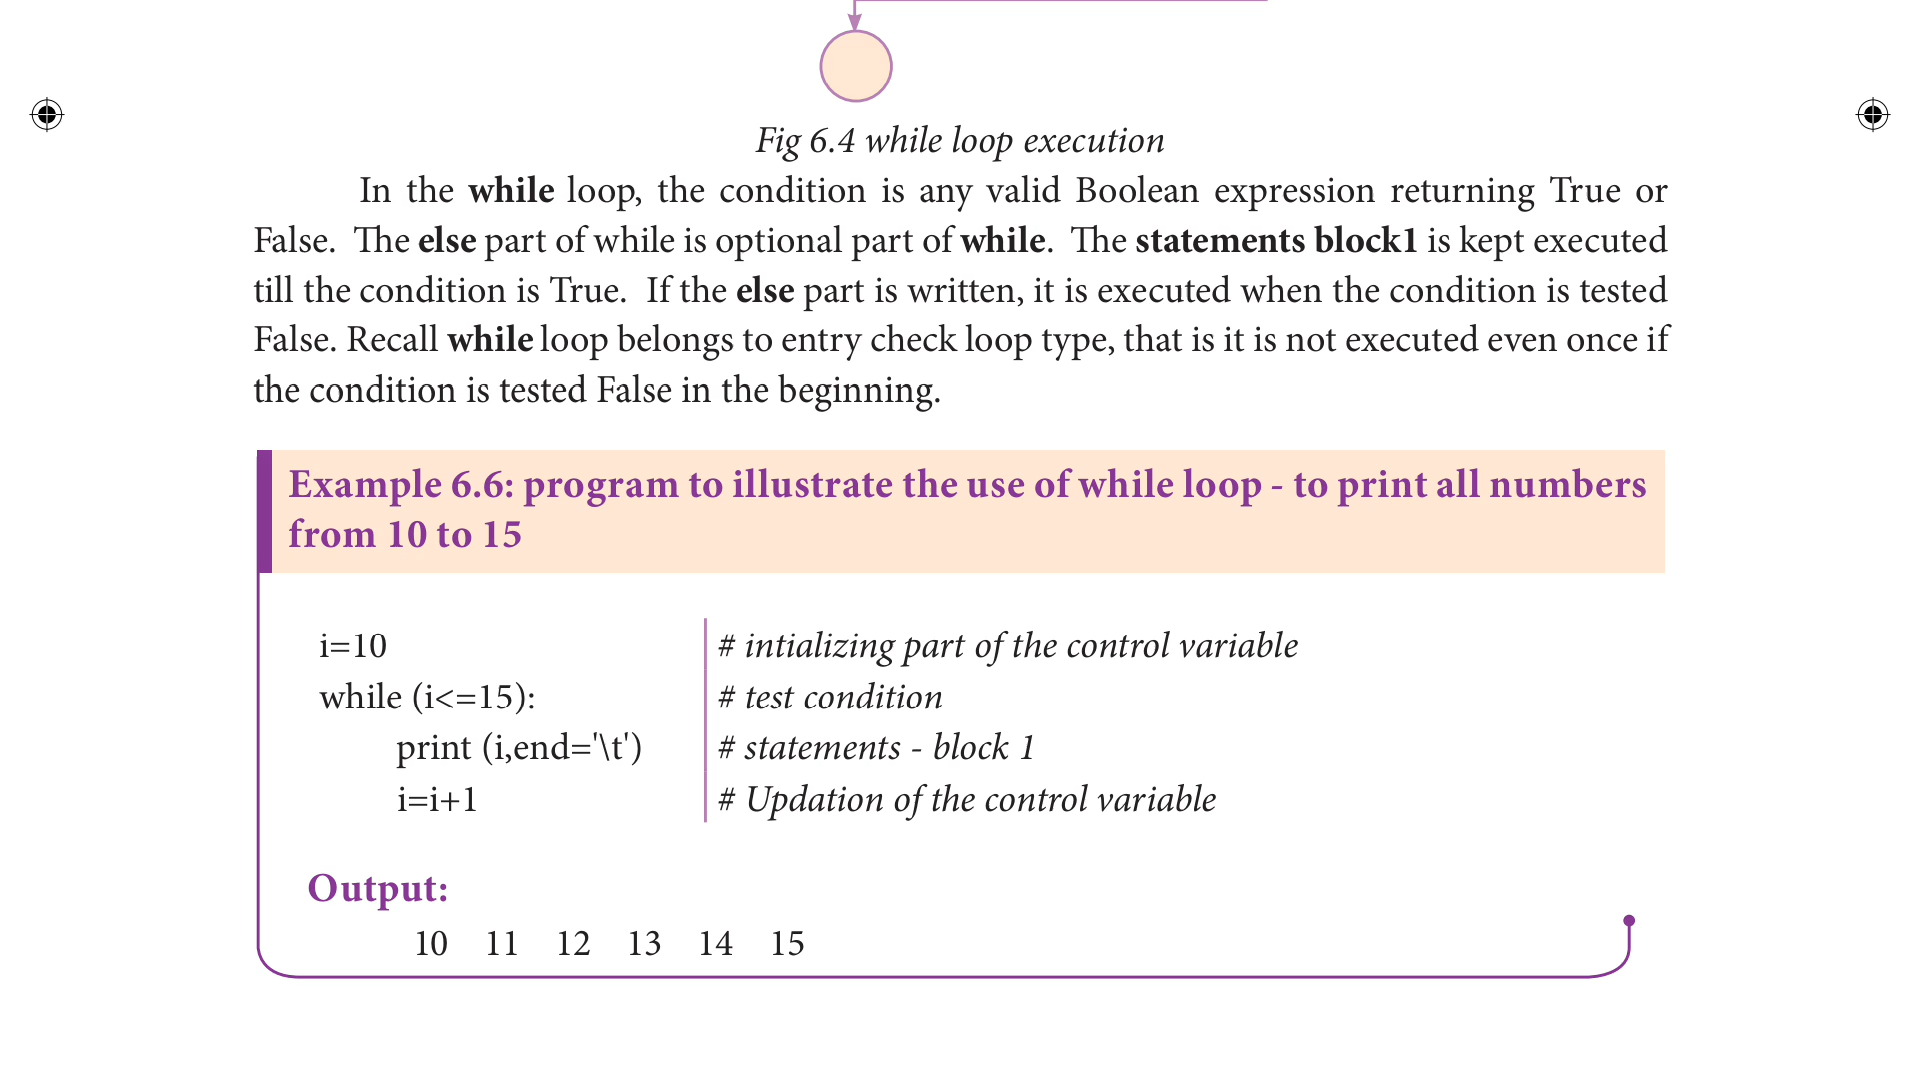 Fig 6.4 while loop execution
In the while loop, the condition is any valid Boolean expression returning True or
False. The else part of while is optional part of while. The statements block1 is kept executed
till the condition is True. If the else part is written, it is executed when the condition is tested
False. Recall while loop belongs to entry check loop type, that is it is not executed even once if
the condition is tested False in the beginning.
Example 6.6: program to illustrate the use of while loop - to print all numbers
from 10 to 15
i=10 # intializing part of the control variable
while (i<=15): # test condition
print (i,end='\t') # statements - block 1
i=i+1 # Updation of the control variable
Output:
10 11 12 13 14 15